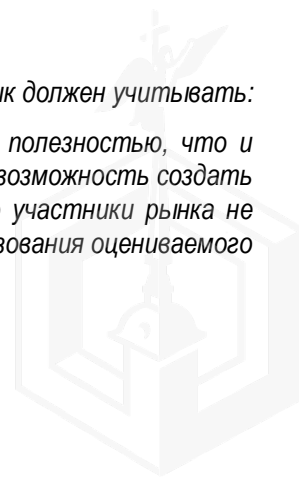 ик должен учитывать:
полезностью, что и
возможность создать
участники рынка не
зования оцениваемого